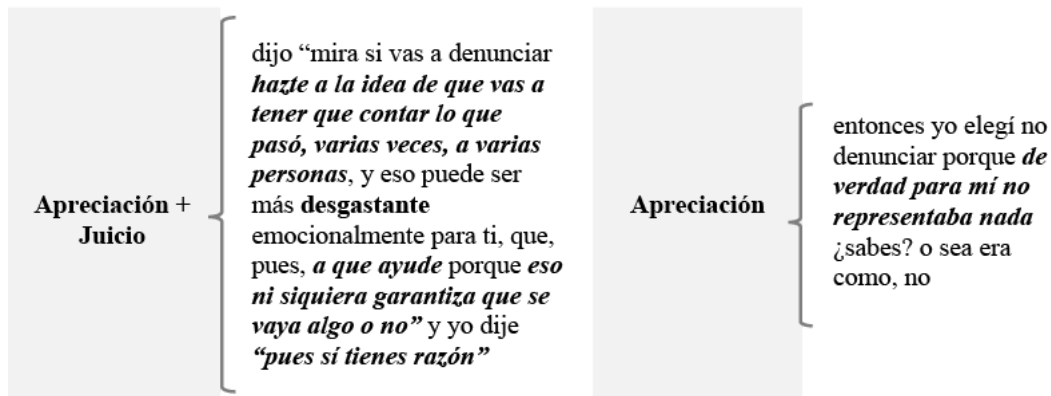 Apreciación +
Juicio
dijo “mira si vas a denunciar
hazte a la idea de que vas a
tener que contar lo que
pasó, varias veces, a varias
personas, y eso puede ser
más desgastante
emocionalmente para ti, que,
pues, a que ayude porque eso
ni siquiera garantiza que se
vaya algo o no” y yo dije
“pues sí tienes razón”
Apreciación
entonces yo elegí no
denunciar porque de
verdad para mí no
representaba nada
¿sabes? o sea era
como, no